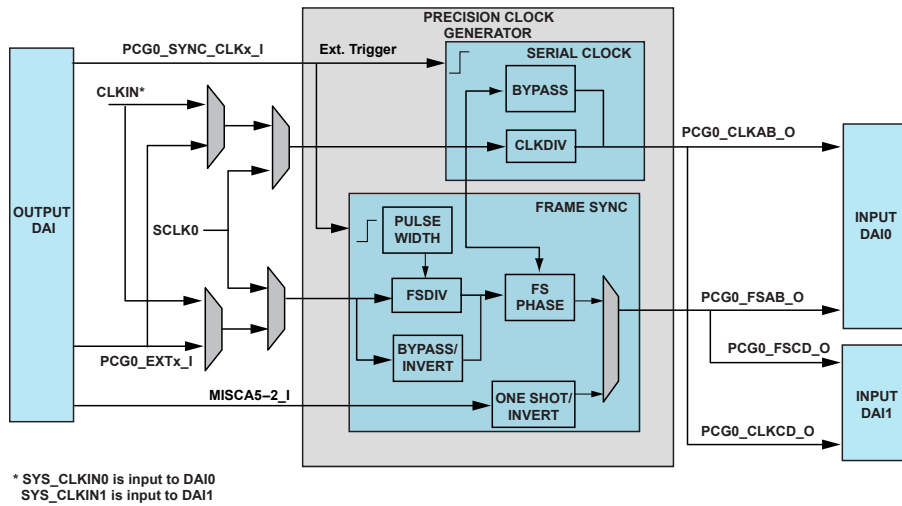 PRECISION CLOCK
GENERATOR
PCG0_SYNC_CLKx_I
Ext. Trigger
SERIAL CLOCK
CLKIN*
BYPASS
PCG0_CLKAB_O
CLKDIV
OUTPUT
DAI
SCLK0
FRAME SYNC
PULSE
WIDTH
INPUT
DAI0
FSDIV
FS
PHASE
PCG0_FSAB_O
BYPASS/
INVERT
PCG0_EXTx_I
PCG0_FSCD_O
MISCA5–2_I
ONE SHOT/
INVERT
INPUT
DAI1
PCG0_CLKCD_O
* SYS_CLKIN0 is input to DAI0
SYS_CLKIN1 is input to DAI1